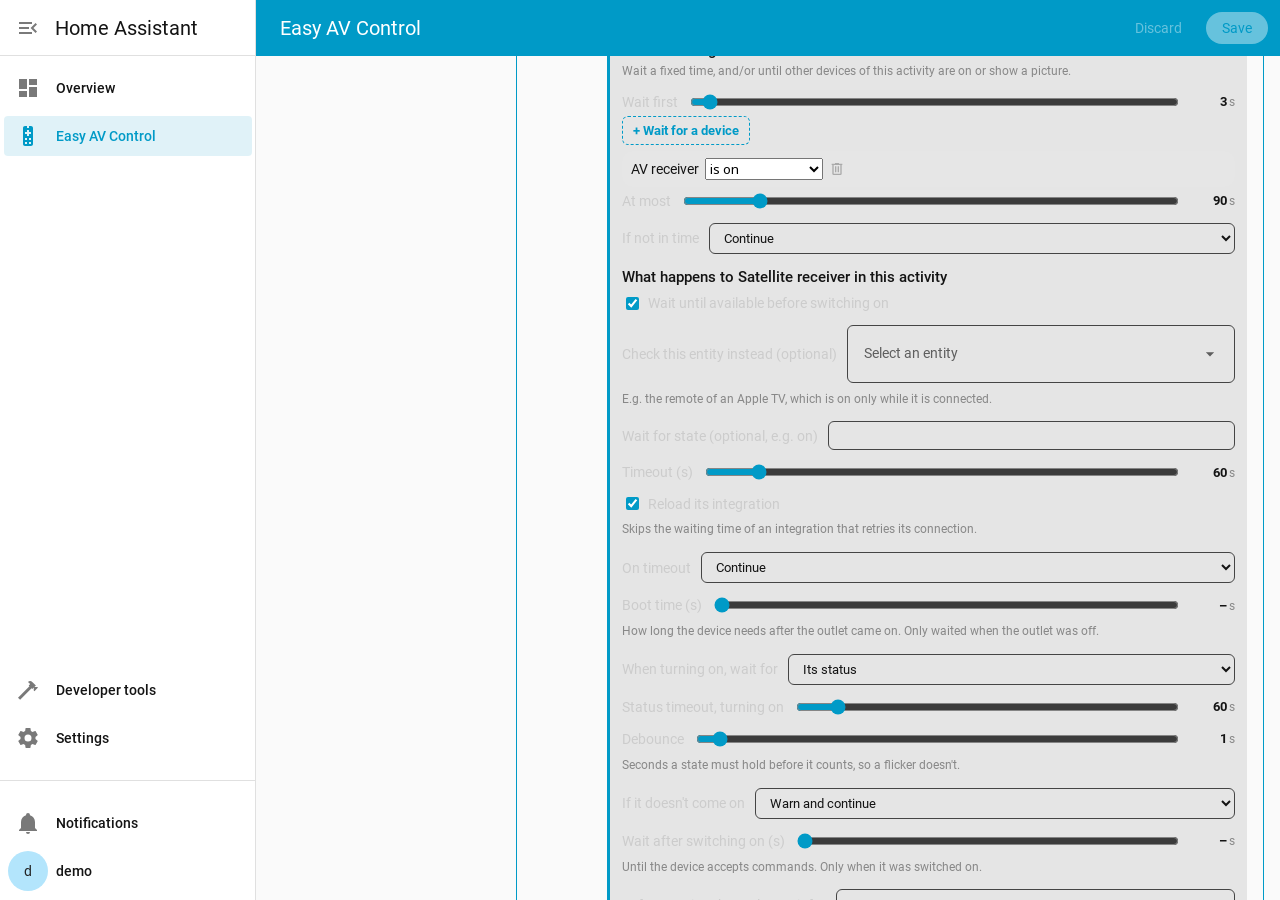 Home Assistant
Easy AV Control
Discard
Save
Overview
Easy AV Control
Developer tools
Settings
Notifications
d
demo
Wait a fixed time, and/or until other devices of this activity are on or show a picture.
Wait first
3 s
+ Wait for a device
AV receiver
is on
At most
90 s
If not in time
Continue
What happens to Satellite receiver in this activity
Wait until available before switching on
Check this entity instead (optional)
Select an entity
E.g. the remote of an Apple TV, which is on only while it is connected.
Wait for state (optional, e.g. on)
Timeout (s)
60 s
Reload its integration
Skips the waiting time of an integration that retries its connection.
On timeout
Continue
Boot time (s)
– s
How long the device needs after the outlet came on. Only waited when the outlet was off.
When turning on, wait for
Its status
Status timeout, turning on
60 s
Debounce
1 s
Seconds a state must hold before it counts, so a flicker doesn't.
If it doesn't come on
Warn and continue
Wait after switching on (s)
– s
Until the device accepts commands. Only when it was switched on.